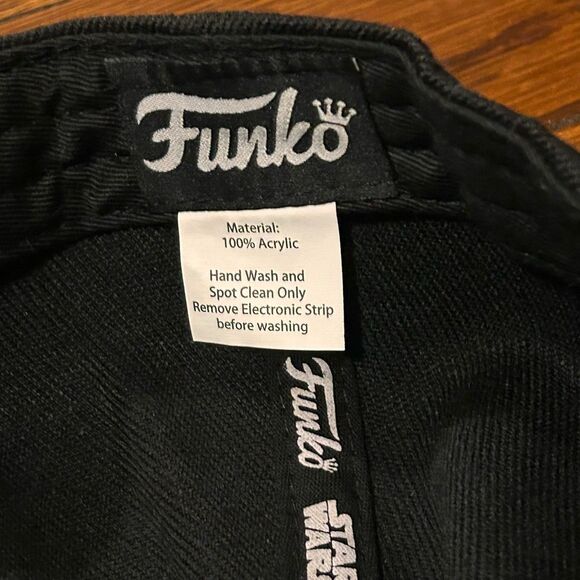 Funko
Material:
100% Acrylic
Hand Wash and
Spot Clean Only
Remove Electronic Strip
before washing
Funko
STAR
WARS